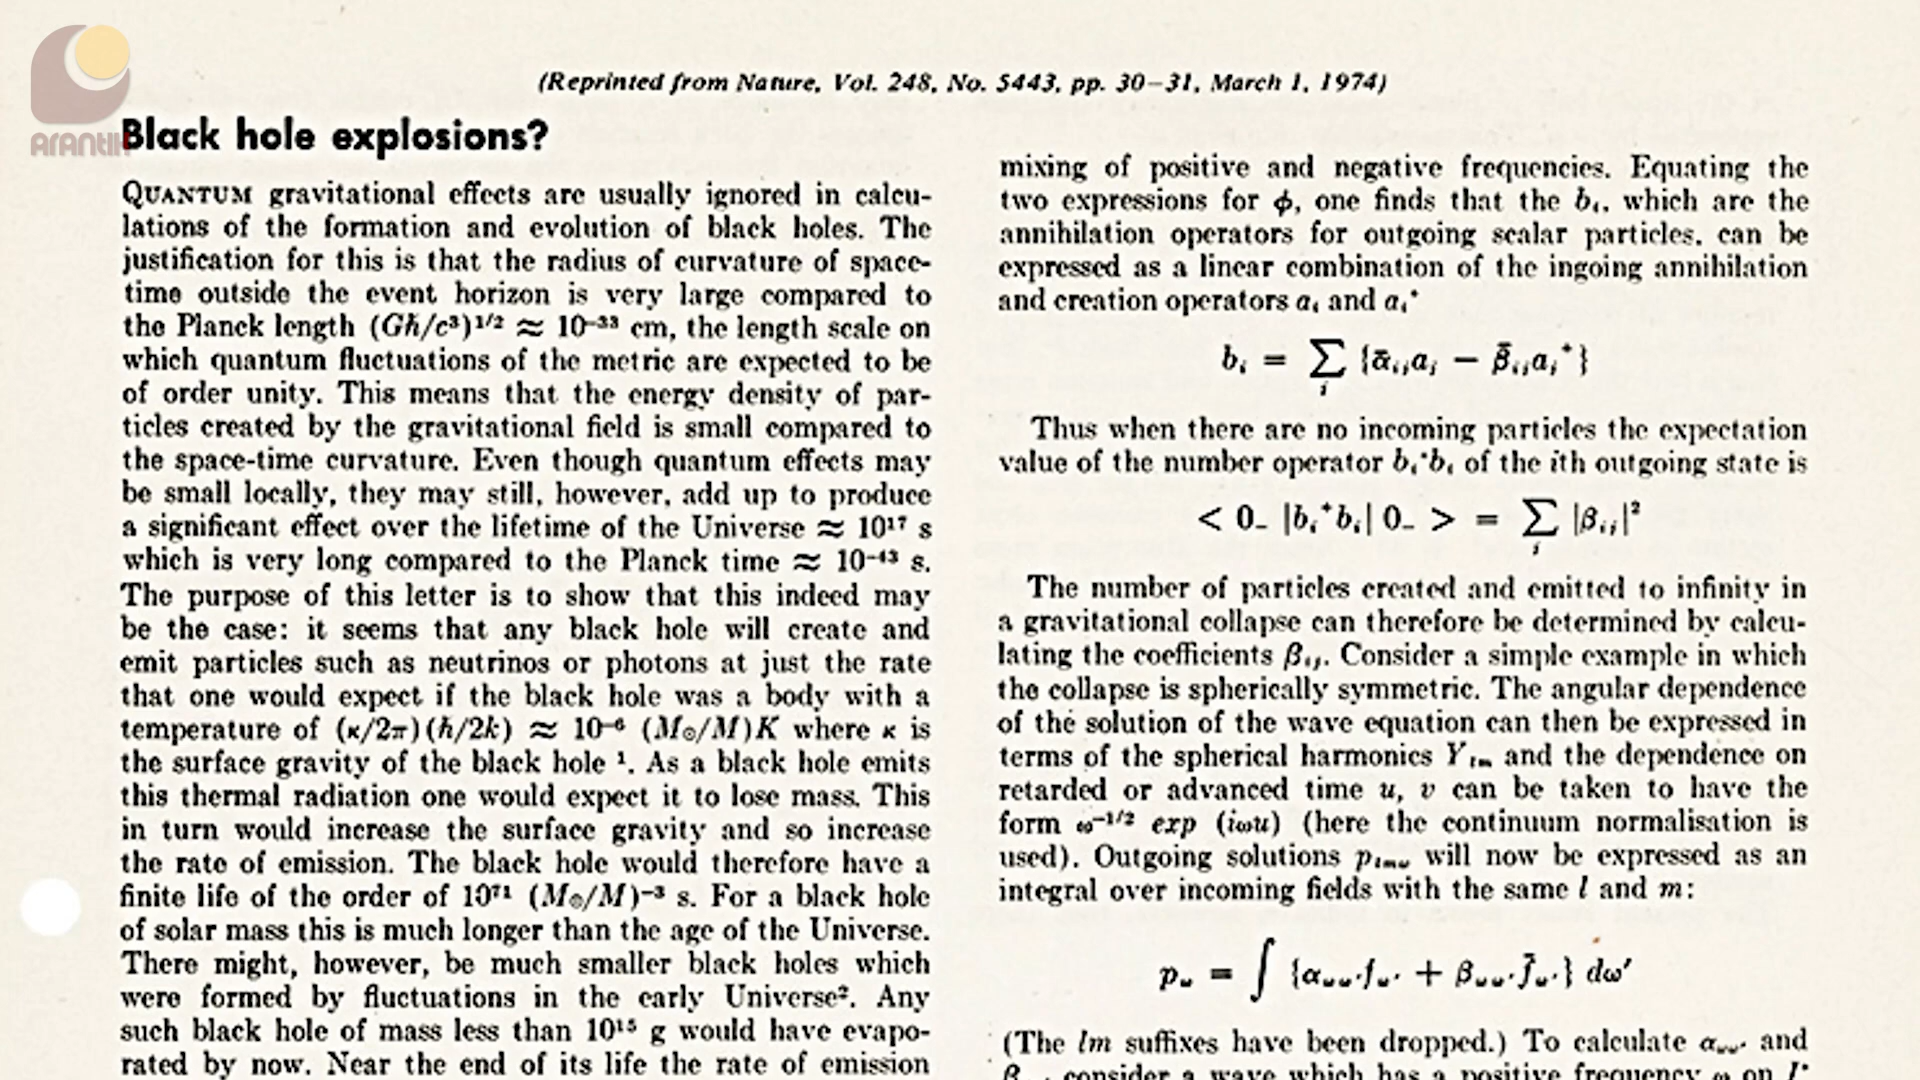 ArAntik
(Reprinted from Nature, Vol. 248, No. 5443, pp. 30–31, March 1, 1974)
Black hole explosions?
QUANTUM gravitational effects are usually ignored in calcu-
lations of the formation and evolution of black holes. The
justification for this is that the radius of curvature of space-
time outside the event horizon is very large compared to
the Planck length (Għ/c³)¹/² ≈ 10⁻³³ cm, the length scale on
which quantum fluctuations of the metric are expected to be
of order unity. This means that the energy density of par-
ticles created by the gravitational field is small compared to
the space-time curvature. Even though quantum effects may
be small locally, they may still, however, add up to produce
a significant effect over the lifetime of the Universe ≈ 10¹⁷ s
which is very long compared to the Planck time ≈ 10⁻⁴³ s.
The purpose of this letter is to show that this indeed may
be the case: it seems that any black hole will create and
emit particles such as neutrinos or photons at just the rate
that one would expect if the black hole was a body with a
temperature of (κ/2π)(ħ/2k) ≈ 10⁻⁶ (M⊙/M)K where κ is
the surface gravity of the black hole ¹. As a black hole emits
this thermal radiation one would expect it to lose mass. This
in turn would increase the surface gravity and so increase
the rate of emission. The black hole would therefore have a
finite life of the order of 10⁷¹ (M⊙/M)⁻³ s. For a black hole
of solar mass this is much longer than the age of the Universe.
There might, however, be much smaller black holes which
were formed by fluctuations in the early Universe². Any
such black hole of mass less than 10¹⁵ g would have evapo-
rated by now. Near the end of its life the rate of emission
mixing of positive and negative frequencies. Equating the
two expressions for ϕ, one finds that the bᵢ, which are the
annihilation operators for outgoing scalar particles, can be
expressed as a linear combination of the ingoing annihilation
and creation operators aᵢ and aᵢ⁺
bᵢ = ∑ⱼ {ᾱᵢⱼaⱼ − β̄ᵢⱼaⱼ⁺}
Thus when there are no incoming particles the expectation
value of the number operator bᵢ⁺bᵢ of the ith outgoing state is
< 0₋ |bᵢ⁺bᵢ| 0₋ > = ∑ⱼ |βᵢⱼ|²
The number of particles created and emitted to infinity in
a gravitational collapse can therefore be determined by calcu-
lating the coefficients βᵢⱼ. Consider a simple example in which
the collapse is spherically symmetric. The angular dependence
of the solution of the wave equation can then be expressed in
terms of the spherical harmonics Yₗₘ and the dependence on
retarded or advanced time u, v can be taken to have the
form ω⁻¹/² exp (iωu) (here the continuum normalisation is
used). Outgoing solutions pₗₘω will now be expressed as an
integral over incoming fields with the same l and m:
pω = ∫ {αωω′fω′ + βωω′f̄ω′} dω′
(The lm suffixes have been dropped.) To calculate αωω′ and
consider a wave which has a positive frequency ω on I⁻